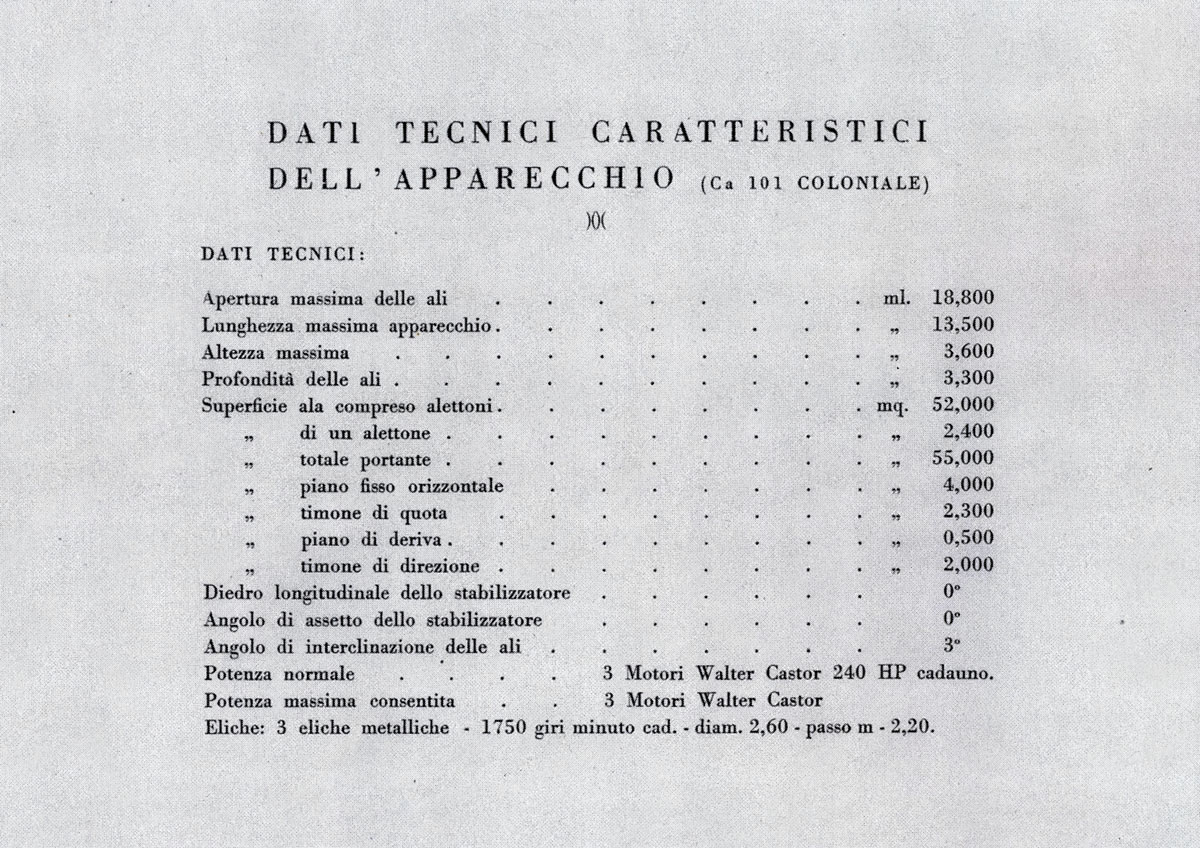 DATI TECNICI CARATTERISTICI
DELL'APPARECCHIO (Ca 101 COLONIALE)
DATI TECNICI:
Apertura massima delle ali . . . . . . . . ml. 18,800
Lunghezza massima apparecchio . . . . . . . . „ 13,500
Altezza massima . . . . . . . . . . „ 3,600
Profondità delle ali . . . . . . . . . . „ 3,300
Superficie ala compreso alettoni . . . . . . . . mq. 52,000
„ di un alettone . . . . . . . . . „ 2,400
„ totale portante . . . . . . . . . „ 55,000
„ piano fisso orizzontale . . . . . . . „ 4,000
„ timone di quota . . . . . . . . „ 2,300
„ piano di deriva . . . . . . . . . „ 0,500
„ timone di direzione . . . . . . . . „ 2,000
Diedro longitudinale dello stabilizzatore . . . . . . 0°
Angolo di assetto dello stabilizzatore . . . . . . 0°
Angolo di interclinazione delle ali . . . . . . . 3°
Potenza normale . . . . 3 Motori Walter Castor 240 HP cadauno.
Potenza massima consentita . . 3 Motori Walter Castor
Eliche: 3 eliche metalliche - 1750 giri minuto cad. - diam. 2,60 - passo m - 2,20.